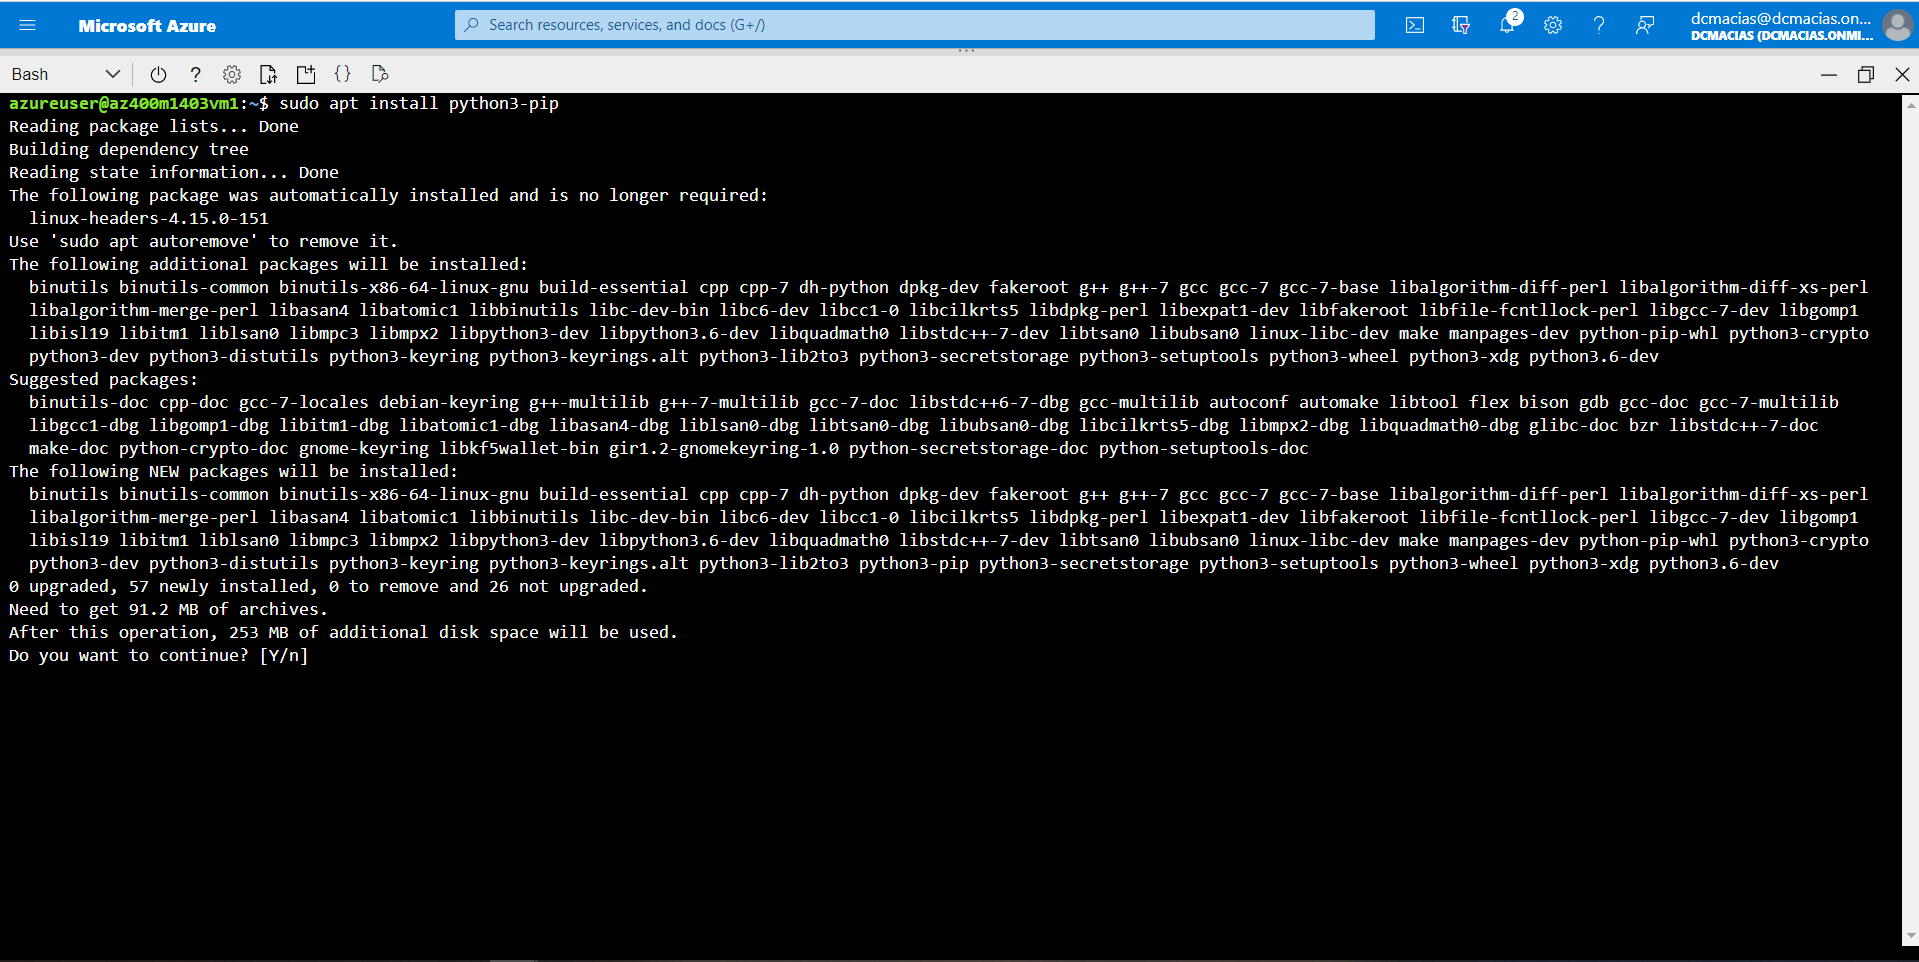 Microsoft Azure
Search resources, services, and docs (G+/)
2
dcmacias@dcmacias.on...
DCMACIAS (DCMACIAS.ONMI...
Bash
azureuser@az400m1403vm1:~$ sudo apt install python3-pip
Reading package lists... Done
Building dependency tree
Reading state information... Done
The following package was automatically installed and is no longer required:
  linux-headers-4.15.0-151
Use 'sudo apt autoremove' to remove it.
The following additional packages will be installed:
  binutils binutils-common binutils-x86-64-linux-gnu build-essential cpp cpp-7 dh-python dpkg-dev fakeroot g++ g++-7 gcc gcc-7 gcc-7-base libalgorithm-diff-perl libalgorithm-diff-xs-perl
  libalgorithm-merge-perl libasan4 libatomic1 libbinutils libc-dev-bin libc6-dev libcc1-0 libcilkrts5 libdpkg-perl libexpat1-dev libfakeroot libfile-fcntllock-perl libgcc-7-dev libgomp1
  libisl19 libitm1 liblsan0 libmpc3 libmpx2 libpython3-dev libpython3.6-dev libquadmath0 libstdc++-7-dev libtsan0 libubsan0 linux-libc-dev make manpages-dev python-pip-whl python3-crypto
  python3-dev python3-distutils python3-keyring python3-keyrings.alt python3-lib2to3 python3-secretstorage python3-setuptools python3-wheel python3-xdg python3.6-dev
Suggested packages:
  binutils-doc cpp-doc gcc-7-locales debian-keyring g++-multilib g++-7-multilib gcc-7-doc libstdc++6-7-dbg gcc-multilib autoconf automake libtool flex bison gdb gcc-doc gcc-7-multilib
  libgcc1-dbg libgomp1-dbg libitm1-dbg libatomic1-dbg libasan4-dbg liblsan0-dbg libtsan0-dbg libubsan0-dbg libcilkrts5-dbg libmpx2-dbg libquadmath0-dbg glibc-doc bzr libstdc++-7-doc
  make-doc python-crypto-doc gnome-keyring libkf5wallet-bin gir1.2-gnomekeyring-1.0 python-secretstorage-doc python-setuptools-doc
The following NEW packages will be installed:
  binutils binutils-common binutils-x86-64-linux-gnu build-essential cpp cpp-7 dh-python dpkg-dev fakeroot g++ g++-7 gcc gcc-7 gcc-7-base libalgorithm-diff-perl libalgorithm-diff-xs-perl
  libalgorithm-merge-perl libasan4 libatomic1 libbinutils libc-dev-bin libc6-dev libcc1-0 libcilkrts5 libdpkg-perl libexpat1-dev libfakeroot libfile-fcntllock-perl libgcc-7-dev libgomp1
  libisl19 libitm1 liblsan0 libmpc3 libmpx2 libpython3-dev libpython3.6-dev libquadmath0 libstdc++-7-dev libtsan0 libubsan0 linux-libc-dev make manpages-dev python-pip-whl python3-crypto
  python3-dev python3-distutils python3-keyring python3-keyrings.alt python3-lib2to3 python3-pip python3-secretstorage python3-setuptools python3-wheel python3-xdg python3.6-dev
0 upgraded, 57 newly installed, 0 to remove and 26 not upgraded.
Need to get 91.2 MB of archives.
After this operation, 253 MB of additional disk space will be used.
Do you want to continue? [Y/n]